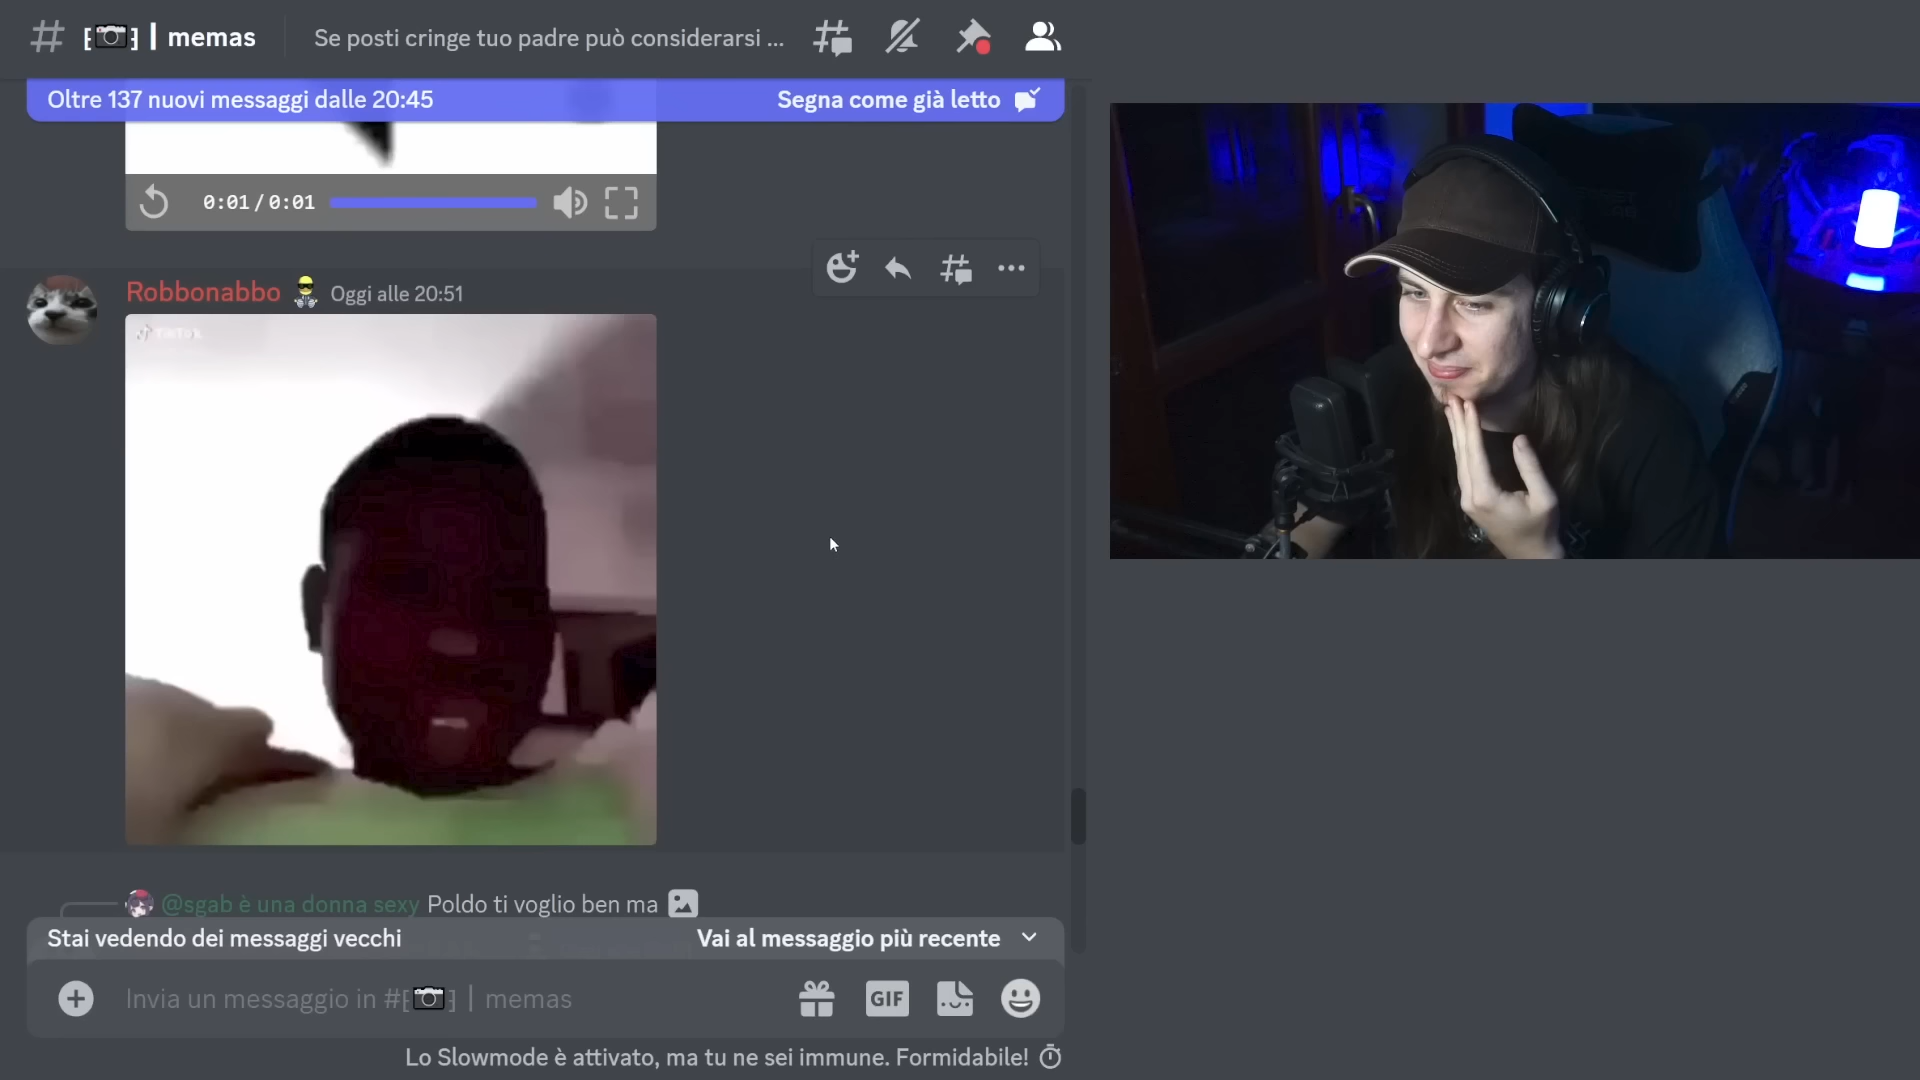 [📷] | memas
Se posti cringe tuo padre può considerarsi ...
Oltre 137 nuovi messaggi dalle 20:45
Segna come già letto
0:01 / 0:01
Robbonabbo
Oggi alle 20:51
TikTok
@sgab è una donna sexy Poldo ti voglio ben ma
Stai vedendo dei messaggi vecchi
Vai al messaggio più recente
Invia un messaggio in #[📷] | memas
GIF
Lo Slowmode è attivato, ma tu ne sei immune. Formidabile!